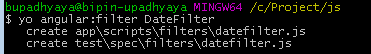 bupadhyaya@bipin-upadhyaya MINGW64 /c/Project/js
$ yo angular:filter DateFilter
create app\scripts\filters\datefilter.js
create test\spec\filters\datefilter.js